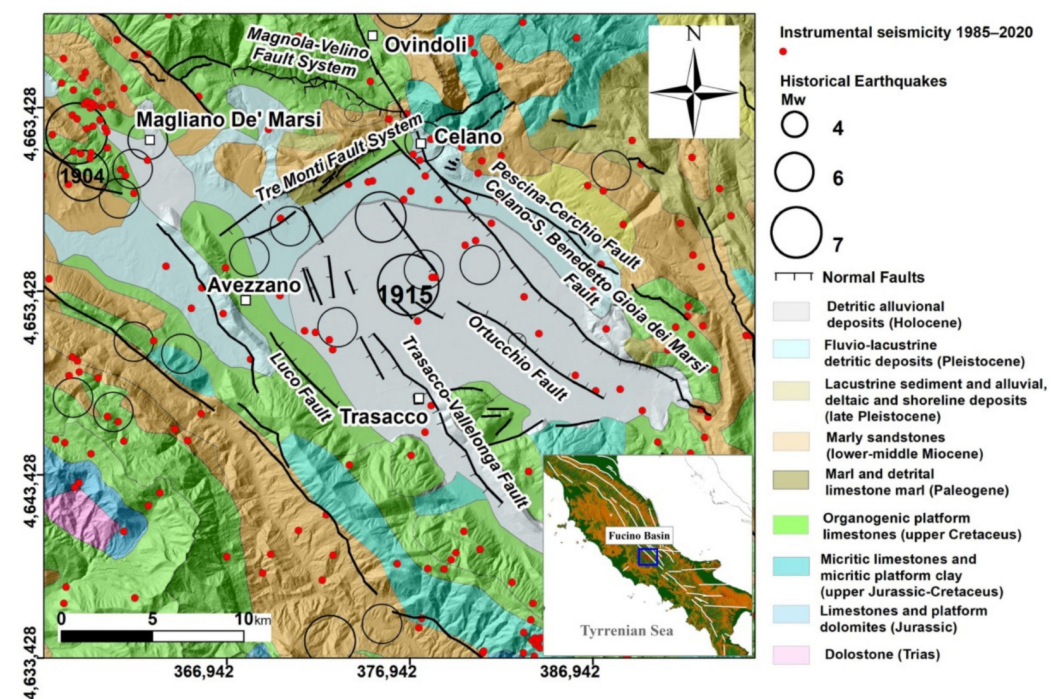 Magnola-Velino
Fault System
Ovindoli
N
Magliano De' Marsi
Celano
Tre Monti Fault System
1904
Pescina-Cerchio Fault
Celano-S. Benedetto Gioia dei Marsi
Fault
Avezzano
1915
Ortucchio Fault
Luco Fault
Trasacco-Vallelonga Fault
Trasacco
4,663,428
4,653,428
4,643,428
4,633,428
0 5 10 km
366,942 376,942 386,942
Fucino Basin
Tyrrenian Sea
Instrumental seismicity 1985–2020
Historical Earthquakes
Mw
4
6
7
Normal Faults
Detritic alluvional
deposits (Holocene)
Fluvio-lacustrine
detritic deposits (Pleistocene)
Lacustrine sediment and alluvial,
deltaic and shoreline deposits
(late Pleistocene)
Marly sandstones
(lower-middle Miocene)
Marl and detrital
limestone marl (Paleogene)
Organogenic platform
limestones (upper Cretaceus)
Micritic limestones and
micritic platform clay
(upper Jurassic-Cretaceus)
Limestones and platform
dolomites (Jurassic)
Dolostone (Trias)